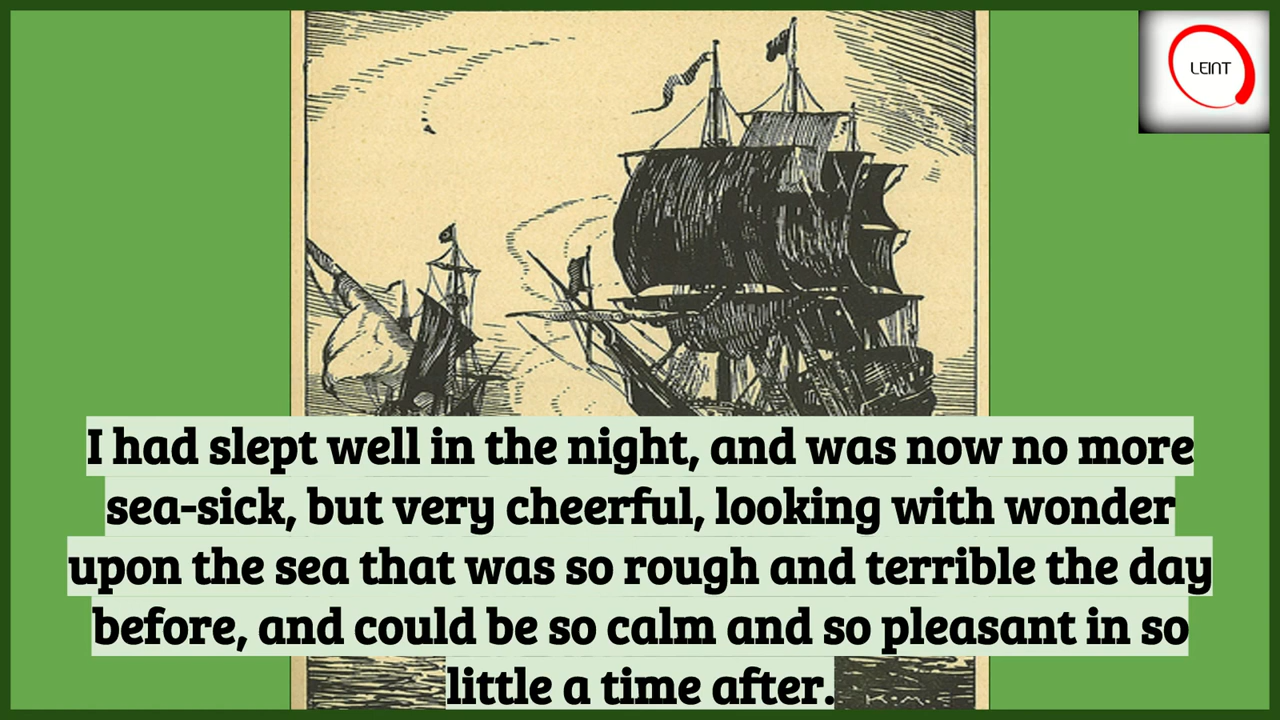 LEINT
I had slept well in the night, and was now no more
sea-sick, but very cheerful, looking with wonder
upon the sea that was so rough and terrible the day
before, and could be so calm and so pleasant in so
little a time after.